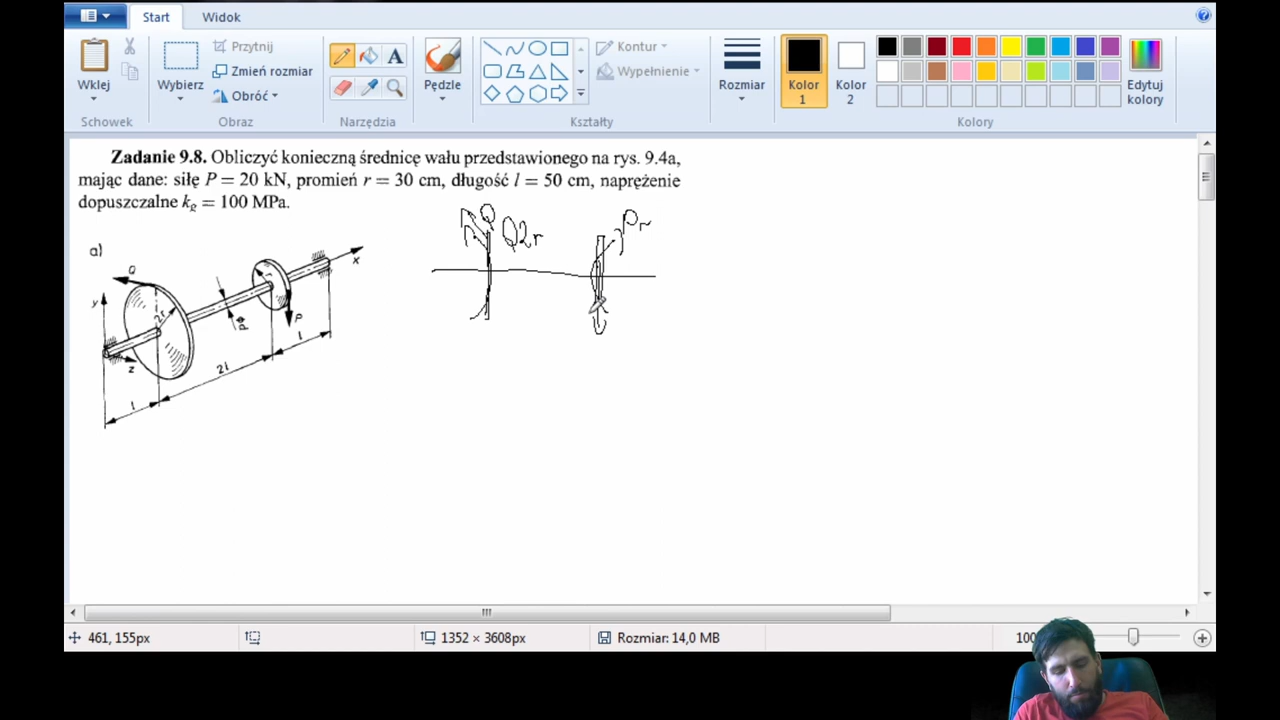 Start
Widok
Wklej
Schowek
Wybierz
Przytnij
Zmień rozmiar
Obróć
Obraz
A
Narzędzia
Pędzle
Kontur
Wypełnienie
Kształty
Rozmiar
Kolor 1
Kolor 2
Edytuj kolory
Kolory
Zadanie 9.8. Obliczyć konieczną średnicę wału przedstawionego na rys. 9.4a,
mając dane: siłę P = 20 kN, promień r = 30 cm, długość l = 50 cm, naprężenie
dopuszczalne kg = 100 MPa.
a)
Q
y
2r
z
r
x
P
dΦ
l
2l
l
Q
Q2r
Pr
461, 155px
1352 × 3608px
Rozmiar: 14,0 MB
100